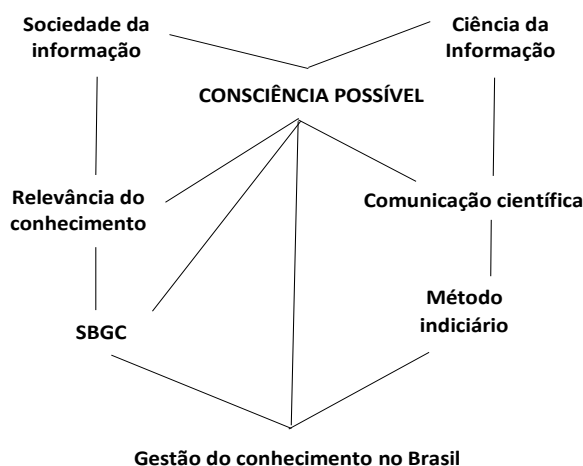 Sociedade da
informação
Ciência da
Informação
CONSCIÊNCIA POSSÍVEL
Relevância do
conhecimento
Comunicação científica
SBGC
Método
indiciário
Gestão do conhecimento no Brasil